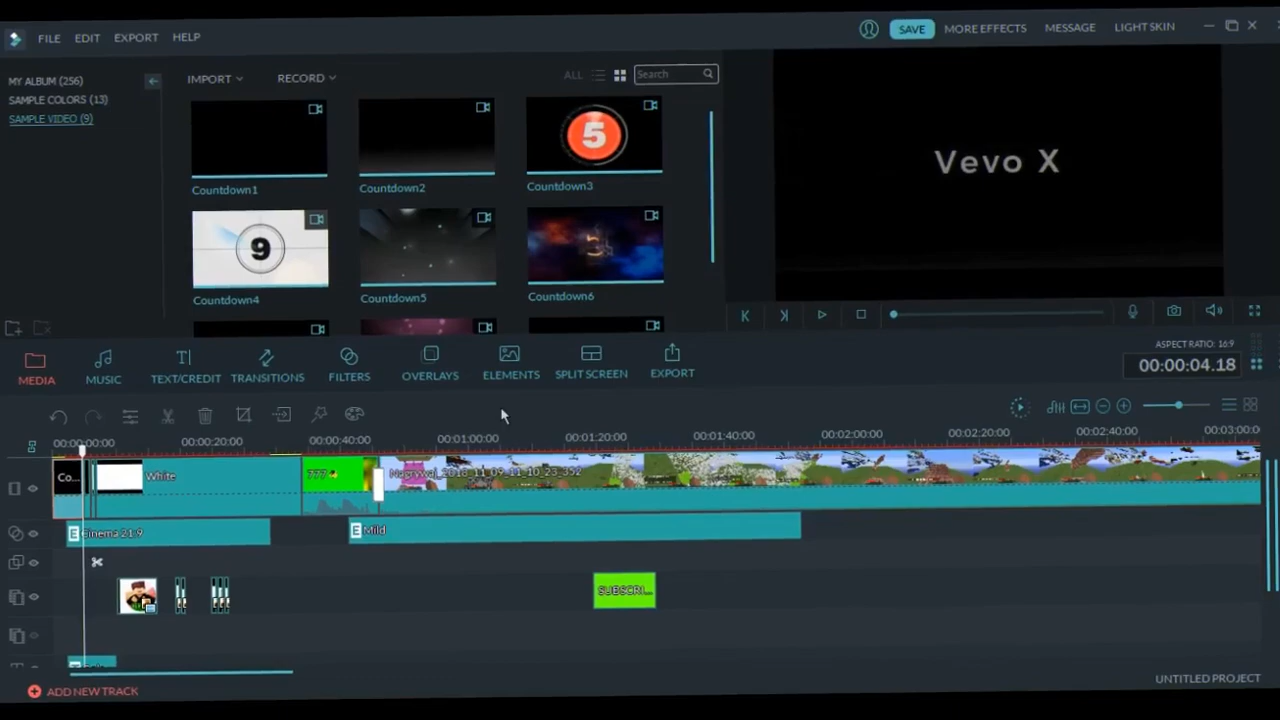 FILE EDIT EXPORT HELP
SAVE MORE EFFECTS MESSAGE LIGHT SKIN
MY ALBUM (256)
SAMPLE COLORS (13)
SAMPLE VIDEO (9)
IMPORT RECORD ALL Search
Countdown1 Countdown2 Countdown3
5
9
Countdown4 Countdown5 Countdown6
Vevo X
MEDIA MUSIC TEXT/CREDIT TRANSITIONS FILTERS OVERLAYS ELEMENTS SPLIT SCREEN EXPORT
ASPECT RATIO: 16:9
00:00:04.18
00:00:00:00 00:00:20:00 00:00:40:00 00:01:00:00 00:01:20:00 00:01:40:00 00:02:00:00 00:02:20:00 00:02:40:00 00:03:00:0
Co... White 777
Cinema 21:9 Mild
SUBSCRI...
ADD NEW TRACK
UNTITLED PROJECT